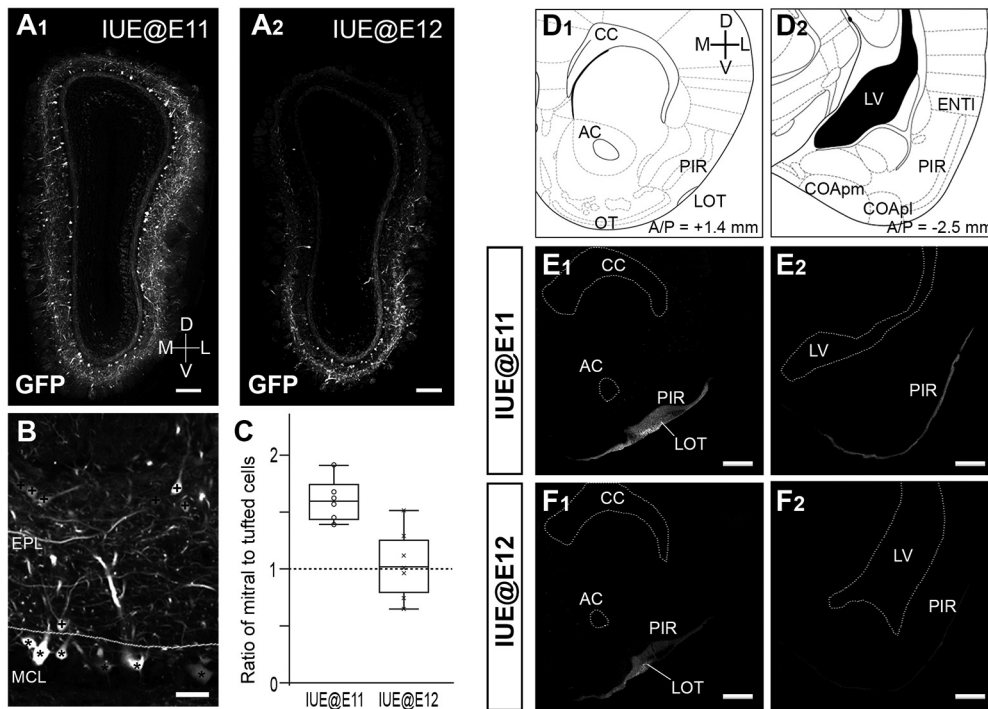 A1 IUE@E11
D
M L
V
GFP
A2 IUE@E12
GFP
B
EPL
MCL
C
Ratio of mitral to tufted cells
2
1
0
IUE@E11 IUE@E12
D1
D
M L
V
CC
AC
PIR
LOT
OT
A/P = +1.4 mm
D2
LV
ENTI
PIR
COApm
COApl
A/P = -2.5 mm
IUE@E11
E1
CC
AC
PIR
LOT
E2
LV
PIR
IUE@E12
F1
CC
AC
PIR
LOT
F2
LV
PIR